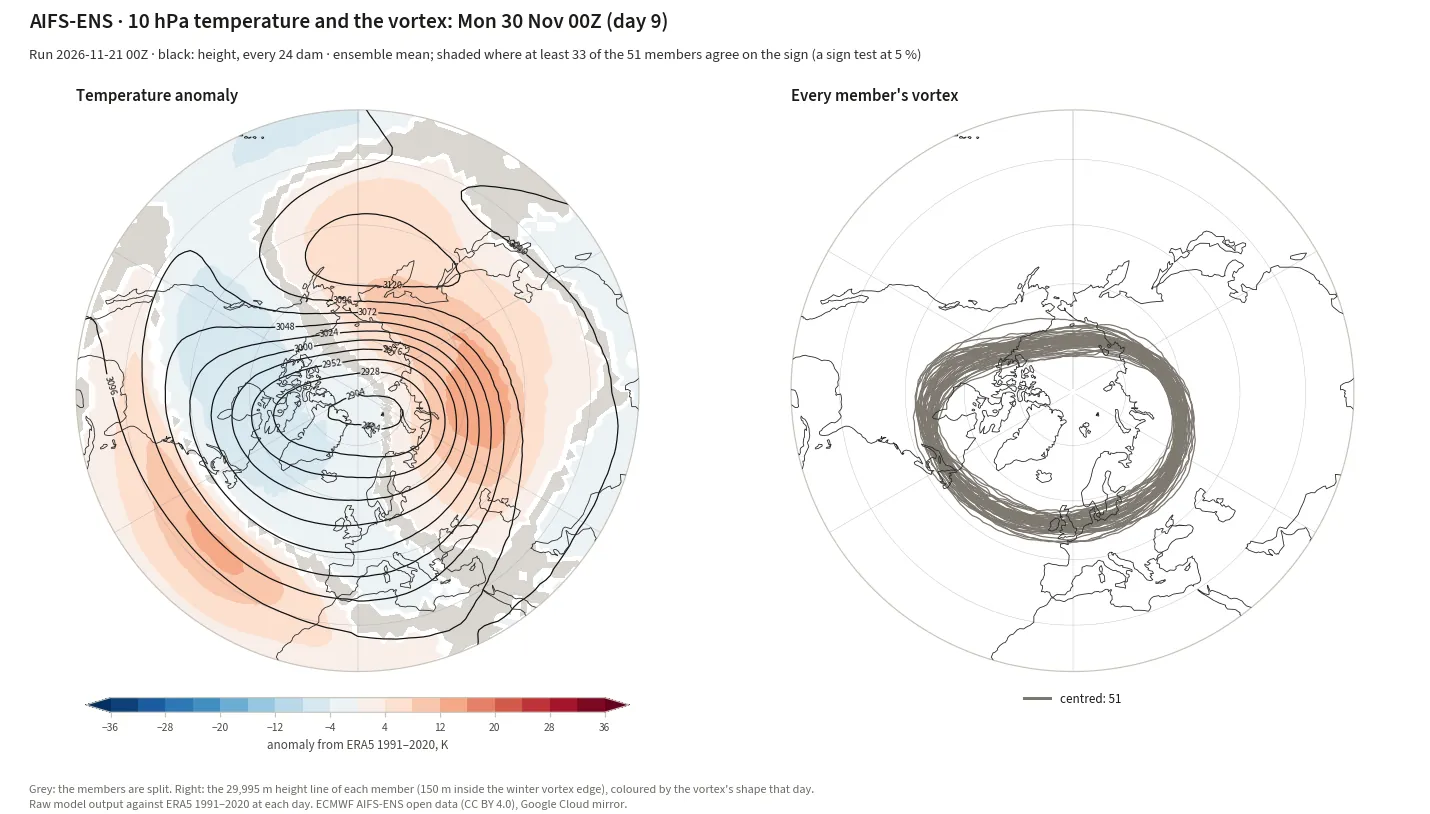 AIFS-ENS · 10 hPa temperature and the vortex: Mon 30 Nov 00Z (day 9)
Run 2026-11-21 00Z · black: height, every 24 dam · ensemble mean; shaded where at least 33 of the 51 members agree on the sign (a sign test at 5 %)
Temperature anomaly
Every member's vortex
3120
3096
3072
3048
3024
3000
2976
2952
2928
2904
3096
−36 −28 −20 −12 −4 4 12 20 28 36
anomaly from ERA5 1991–2020, K
centred: 51
Grey: the members are split. Right: the 29,995 m height line of each member (150 m inside the winter vortex edge), coloured by the vortex's shape that day.
Raw model output against ERA5 1991–2020 at each day. ECMWF AIFS-ENS open data (CC BY 4.0), Google Cloud mirror.